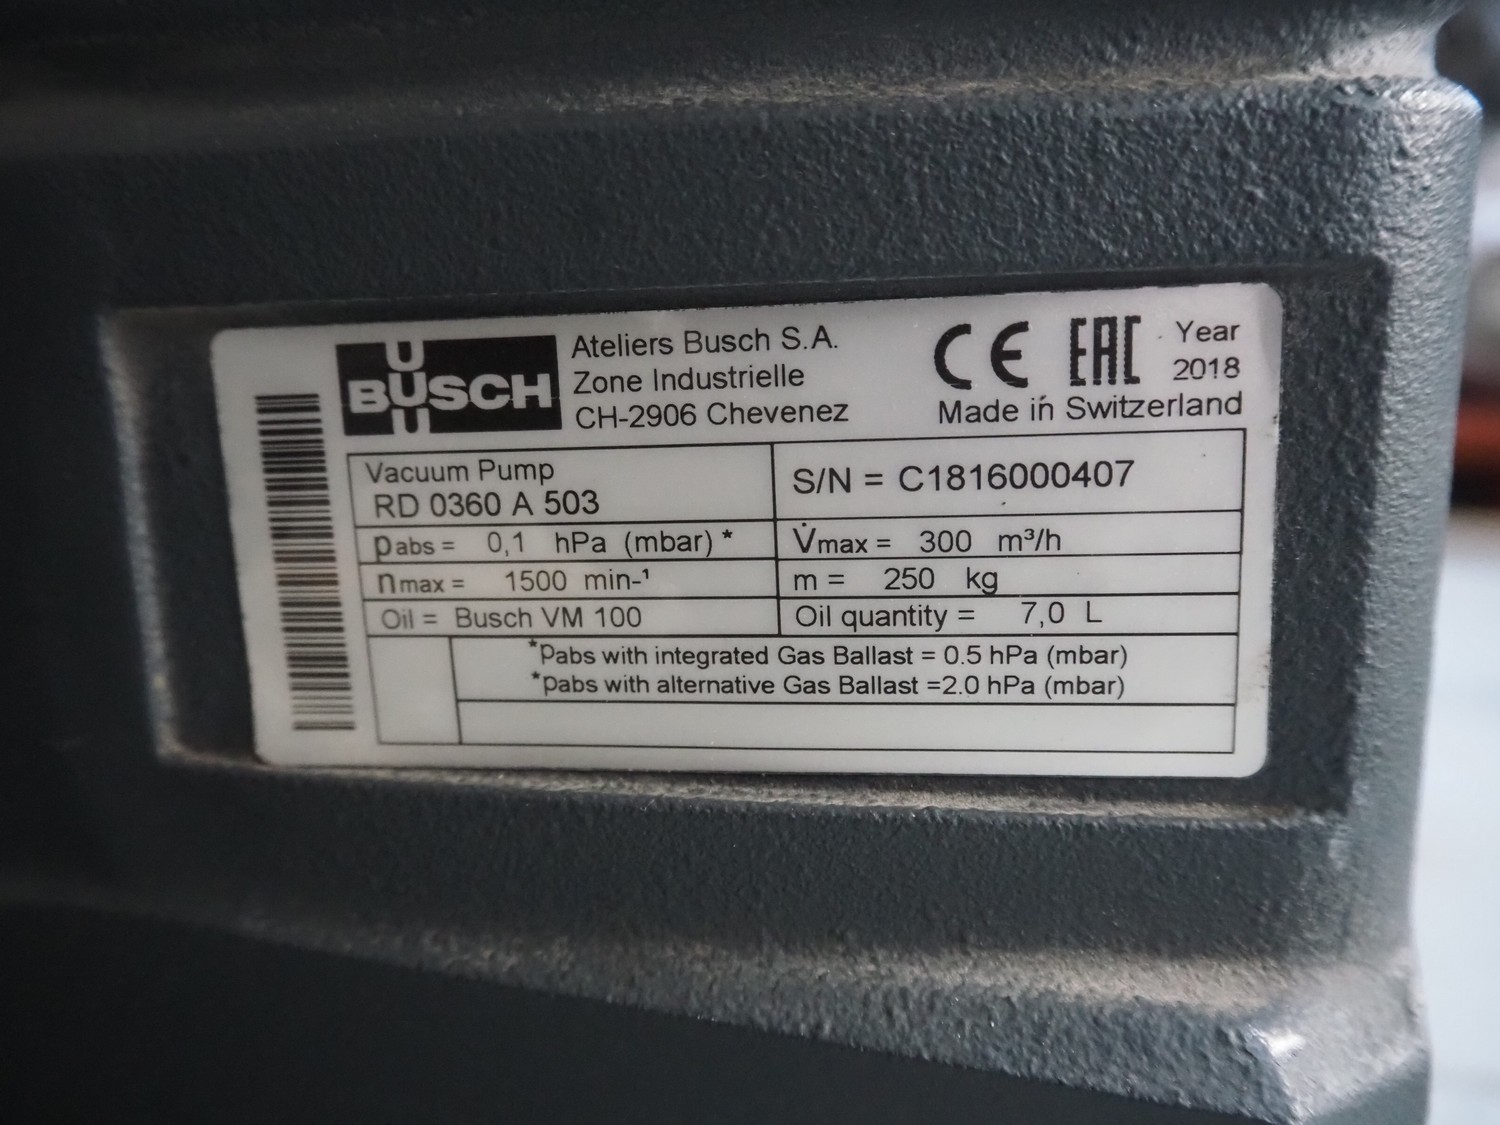 BUSCH
Ateliers Busch S.A.
Zone Industrielle
CH-2906 Chevenez
CE EAC Year
2018
Made in Switzerland
Vacuum Pump
RD 0360 A 503
S/N = C1816000407
pabs = 0,1 hPa (mbar) *
V̇max = 300 m³/h
nmax = 1500 min-¹
m = 250 kg
Oil = Busch VM 100
Oil quantity = 7,0 L
*Pabs with integrated Gas Ballast = 0.5 hPa (mbar)
*pabs with alternative Gas Ballast =2.0 hPa (mbar)